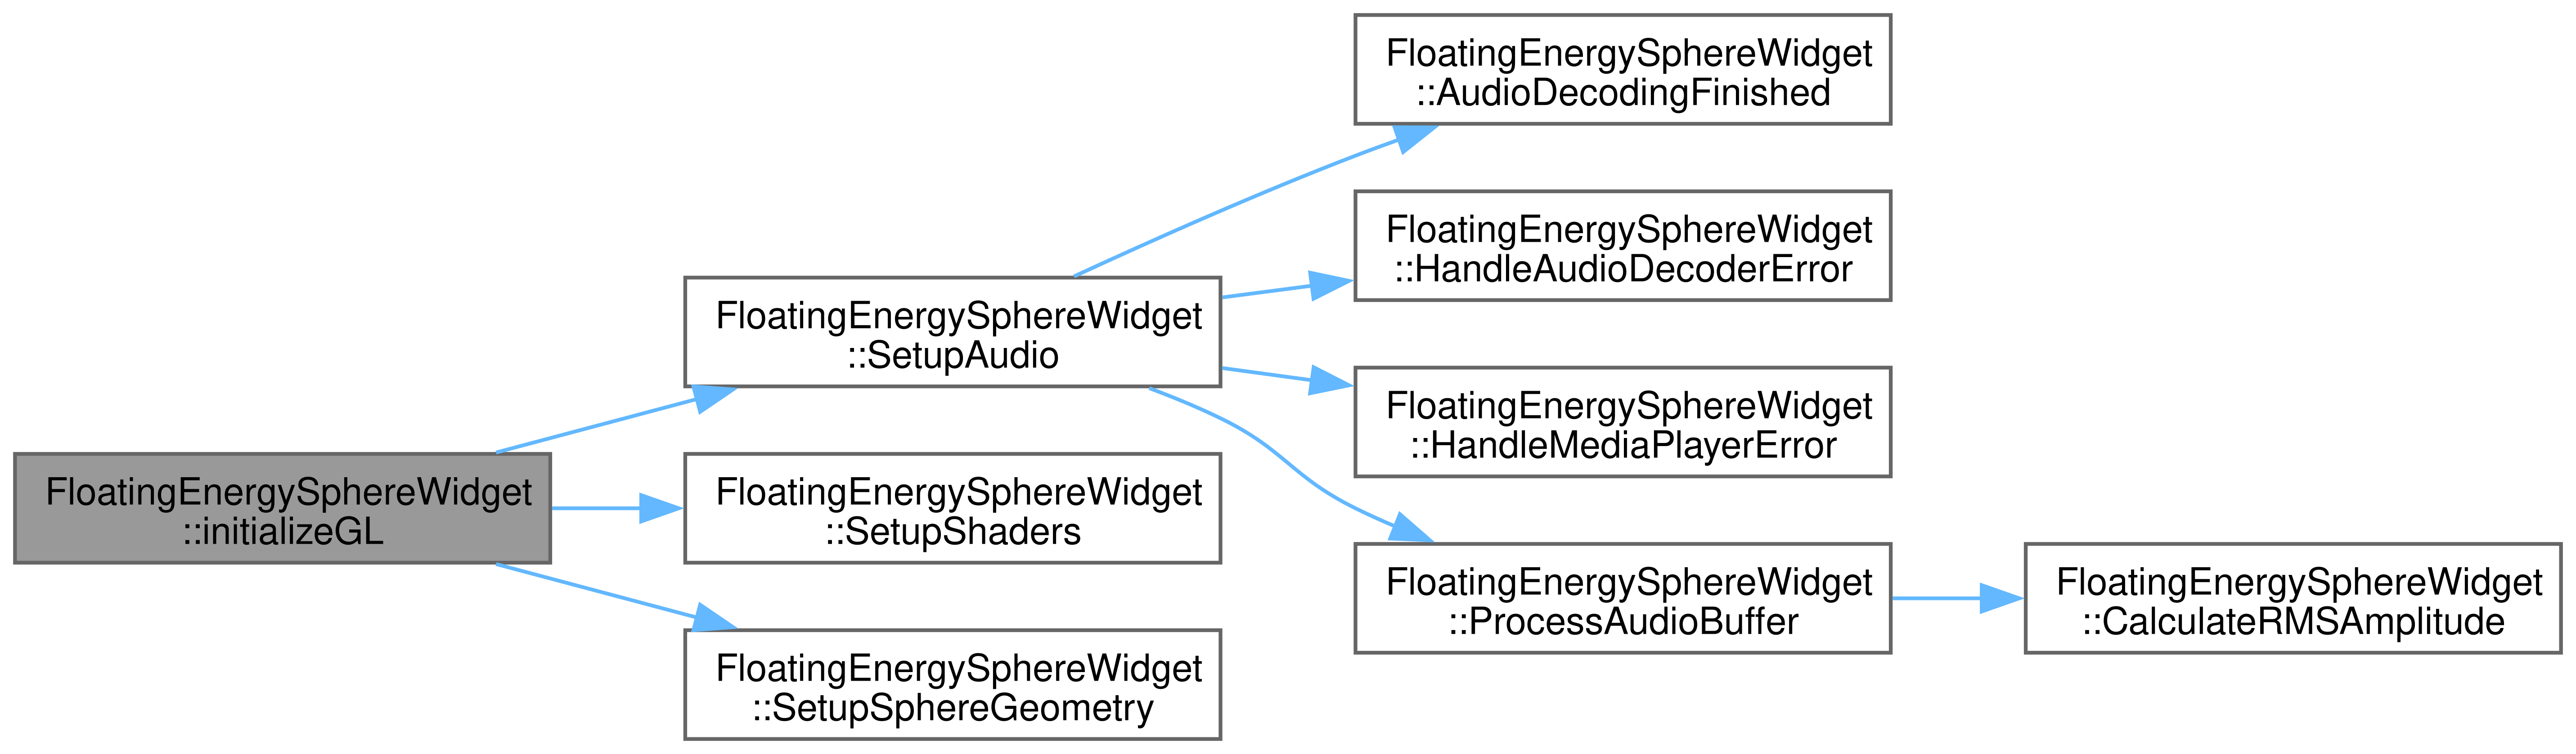 FloatingEnergySphereWidget
::initializeGL
FloatingEnergySphereWidget
::SetupAudio
FloatingEnergySphereWidget
::AudioDecodingFinished
FloatingEnergySphereWidget
::HandleAudioDecoderError
FloatingEnergySphereWidget
::HandleMediaPlayerError
FloatingEnergySphereWidget
::ProcessAudioBuffer
FloatingEnergySphereWidget
::CalculateRMSAmplitude
FloatingEnergySphereWidget
::SetupShaders
FloatingEnergySphereWidget
::SetupSphereGeometry